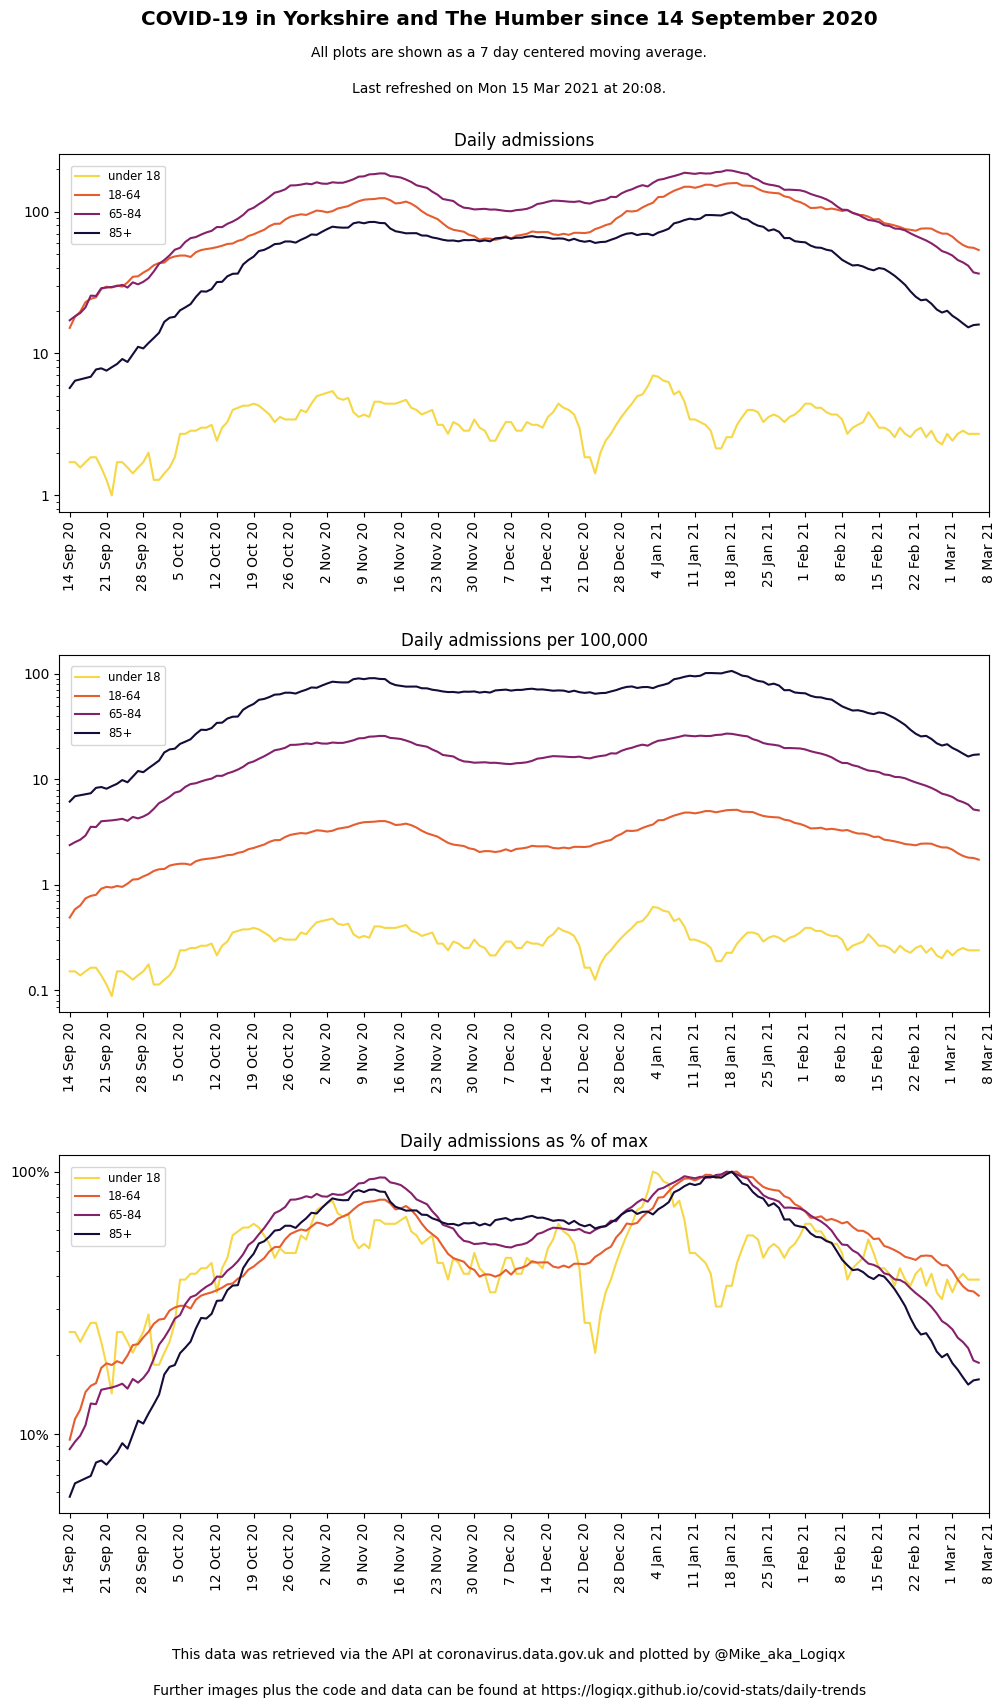 COVID-19 in Yorkshire and The Humber since 14 September 2020
All plots are shown as a 7 day centered moving average.
Last refreshed on Mon 15 Mar 2021 at 20:08.
Daily admissions
under 18
18-64
65-84
85+
100
10
1
14 Sep 20
21 Sep 20
28 Sep 20
5 Oct 20
12 Oct 20
19 Oct 20
26 Oct 20
2 Nov 20
9 Nov 20
16 Nov 20
23 Nov 20
30 Nov 20
7 Dec 20
14 Dec 20
21 Dec 20
28 Dec 20
4 Jan 21
11 Jan 21
18 Jan 21
25 Jan 21
1 Feb 21
8 Feb 21
15 Feb 21
22 Feb 21
1 Mar 21
8 Mar 21
Daily admissions per 100,000
under 18
18-64
65-84
85+
100
10
1
0.1
14 Sep 20
21 Sep 20
28 Sep 20
5 Oct 20
12 Oct 20
19 Oct 20
26 Oct 20
2 Nov 20
9 Nov 20
16 Nov 20
23 Nov 20
30 Nov 20
7 Dec 20
14 Dec 20
21 Dec 20
28 Dec 20
4 Jan 21
11 Jan 21
18 Jan 21
25 Jan 21
1 Feb 21
8 Feb 21
15 Feb 21
22 Feb 21
1 Mar 21
8 Mar 21
Daily admissions as % of max
under 18
18-64
65-84
85+
100%
10%
14 Sep 20
21 Sep 20
28 Sep 20
5 Oct 20
12 Oct 20
19 Oct 20
26 Oct 20
2 Nov 20
9 Nov 20
16 Nov 20
23 Nov 20
30 Nov 20
7 Dec 20
14 Dec 20
21 Dec 20
28 Dec 20
4 Jan 21
11 Jan 21
18 Jan 21
25 Jan 21
1 Feb 21
8 Feb 21
15 Feb 21
22 Feb 21
1 Mar 21
8 Mar 21
This data was retrieved via the API at coronavirus.data.gov.uk and plotted by @Mike_aka_Logiqx
Further images plus the code and data can be found at https://logiqx.github.io/covid-stats/daily-trends